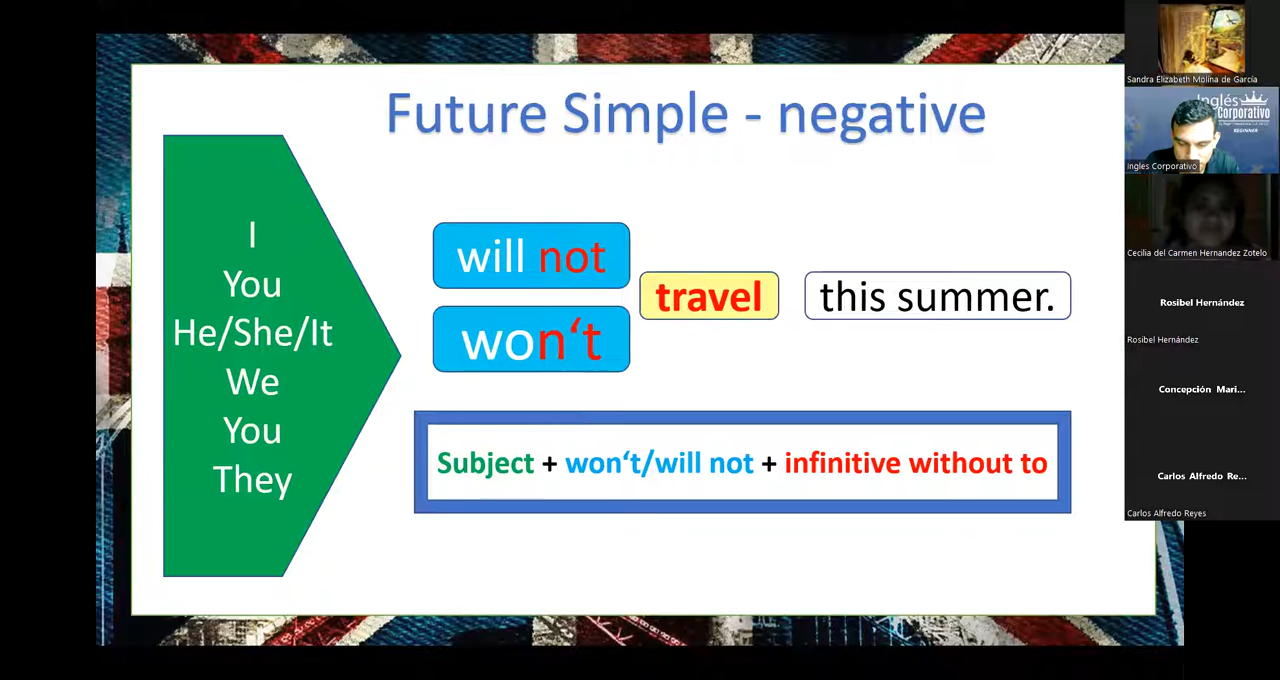 Future Simple - negative
I
You
He/She/It
We
You
They
will not
won‘t
travel
this summer.
Subject + won‘t/will not + infinitive without to
Sandra Elizabeth Molina de García
Inglés
Corporativo
BEGINNER
Ingles Corporativo
Cecilia del Carmen Hernandez Zotelo
Rosibel Hernández
Rosibel Hernández
Concepción Mari...
Carlos Alfredo Re...
Carlos Alfredo Reyes